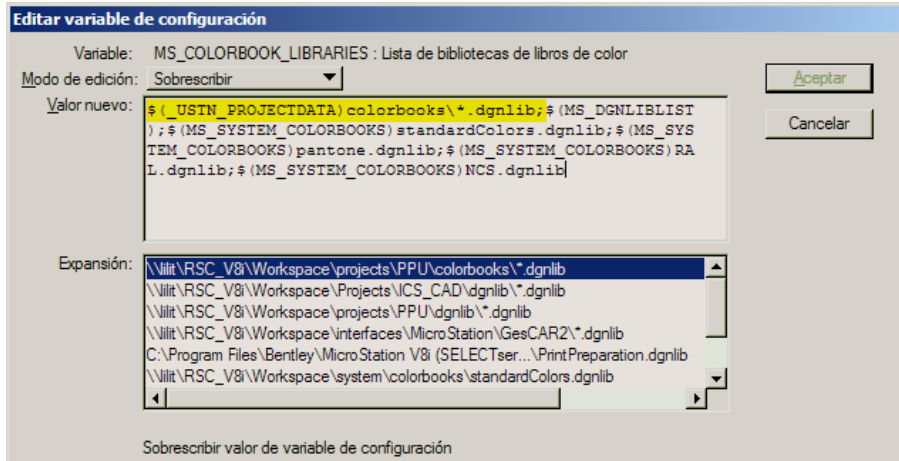 Editar variable de configuración
Variable: MS_COLORBOOK_LIBRARIES : Lista de bibliotecas de libros de color
Modo de edición: Sobrescribir
Aceptar
Valor nuevo: $(_USTN_PROJECTDATA)colorbooks\*.dgnlib;$(MS_DGNLIBLIST
);$(MS_SYSTEM_COLORBOOKS)standardColors.dgnlib;$(MS_SYS
TEM_COLORBOOKS)pantone.dgnlib;$(MS_SYSTEM_COLORBOOKS)RA
L.dgnlib;$(MS_SYSTEM_COLORBOOKS)NCS.dgnlib
Cancelar
Expansión: \\lilit\RSC_V8i\Workspace\projects\PPU\colorbooks\*.dgnlib
\\lilit\RSC_V8i\Workspace\Projects\ICS_CAD\dgnlib\*.dgnlib
\\lilit\RSC_V8i\Workspace\projects\PPU\dgnlib\*.dgnlib
\\lilit\RSC_V8i\Workspace\interfaces\MicroStation\GesCAR2\*.dgnlib
C:\Program Files\Bentley\MicroStation V8i (SELECTser...\PrintPreparation.dgnlib
\\lilit\RSC_V8i\Workspace\system\colorbooks\standardColors.dgnlib
Sobrescribir valor de variable de configuración